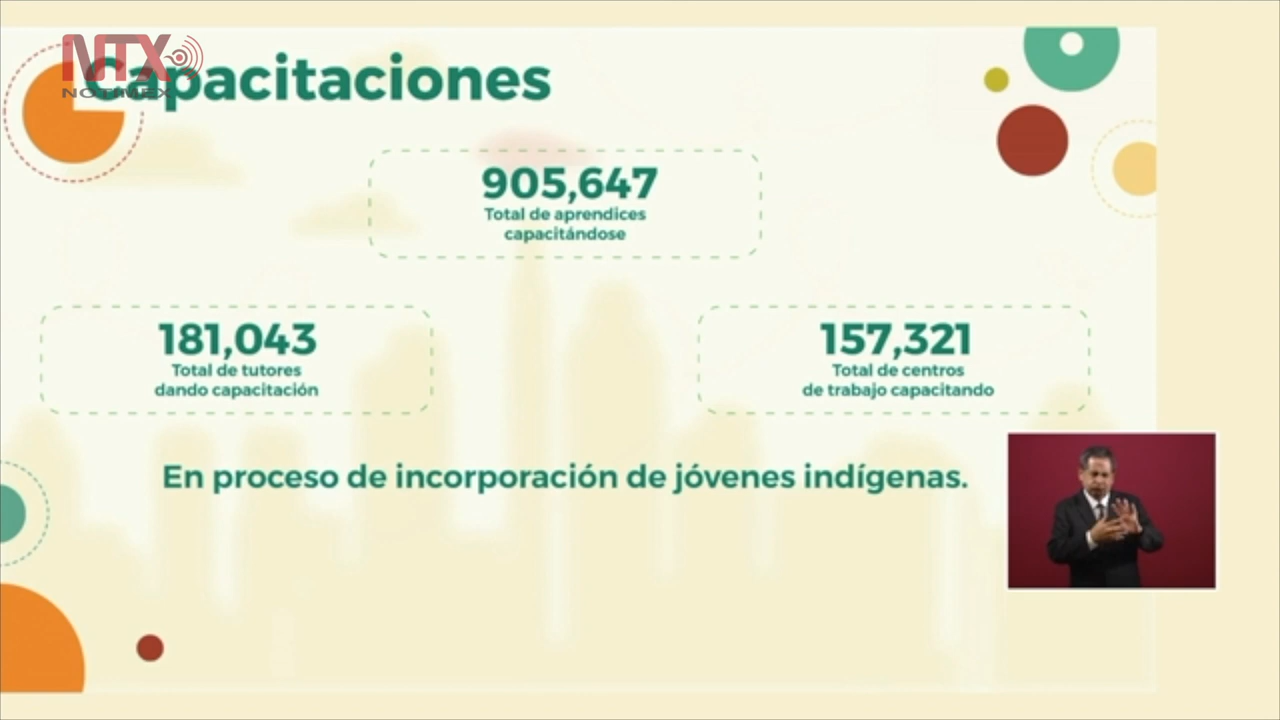 NTX
NOTIMEX
Capacitaciones
905,647
Total de aprendices
capacitándose
181,043
Total de tutores
dando capacitación
157,321
Total de centros
de trabajo capacitando
En proceso de incorporación de jóvenes indígenas.